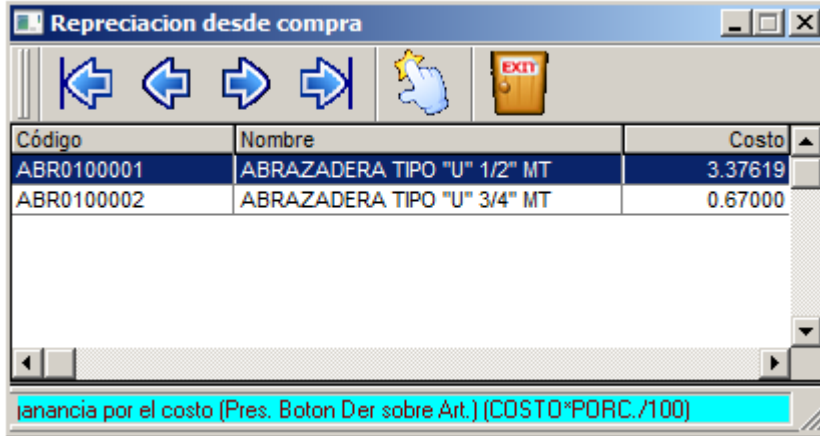 Repreciacion desde compra
EXIT
Código Nombre Costo
ABR0100001 ABRAZADERA TIPO "U" 1/2" MT 3.37619
ABR0100002 ABRAZADERA TIPO "U" 3/4" MT 0.67000
anancia por el costo (Pres. Boton Der sobre Art.) (COSTO*PORC./100)